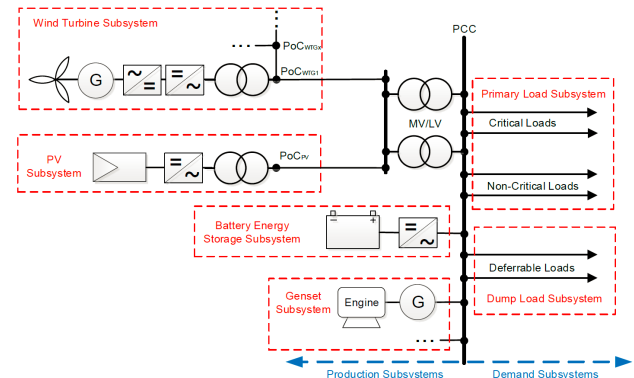 Wind Turbine Subsystem
PCC
PoCWTGx
PoCWTG1
G
Primary Load Subsystem
Critical Loads
MV/LV
PV
Subsystem
PoCPV
Non-Critical Loads
Battery Energy
Storage Subsystem
Deferrable Loads
Genset
Subsystem
Engine
G
Dump Load Subsystem
Production Subsystems
Demand Subsystems